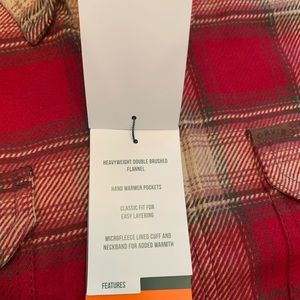 HEAVYWEIGHT DOUBLE BRUSHED
FLANNEL
HAND WARMER POCKETS
CLASSIC FIT FOR
EASY LAYERING
MICROFLEECE LINED CUFF AND
NECKBAND FOR ADDED WARMTH
FEATURES